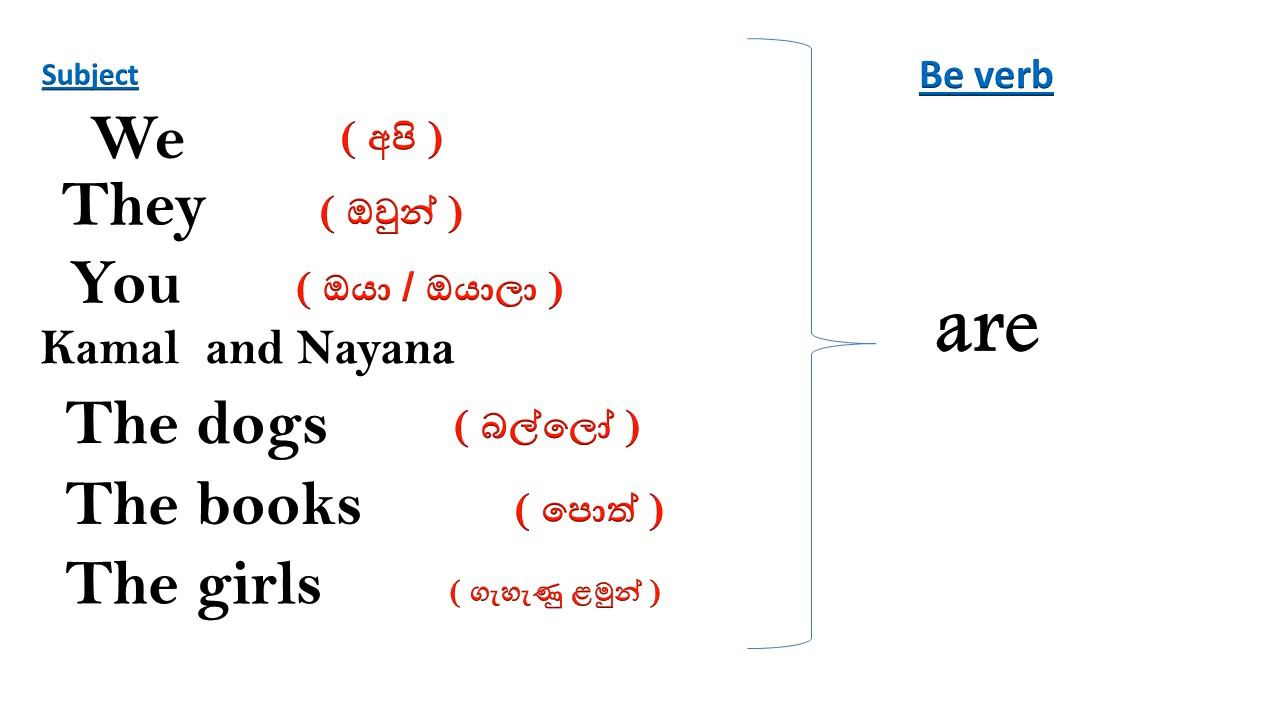 Subject
Be verb
We ( අපි )
They ( ඔවුන් )
You ( ඔයා / ඔයාලා )
Kamal and Nayana
are
The dogs ( බල්ලෝ )
The books ( පොත් )
The girls ( ගැහැණු ළමුන් )